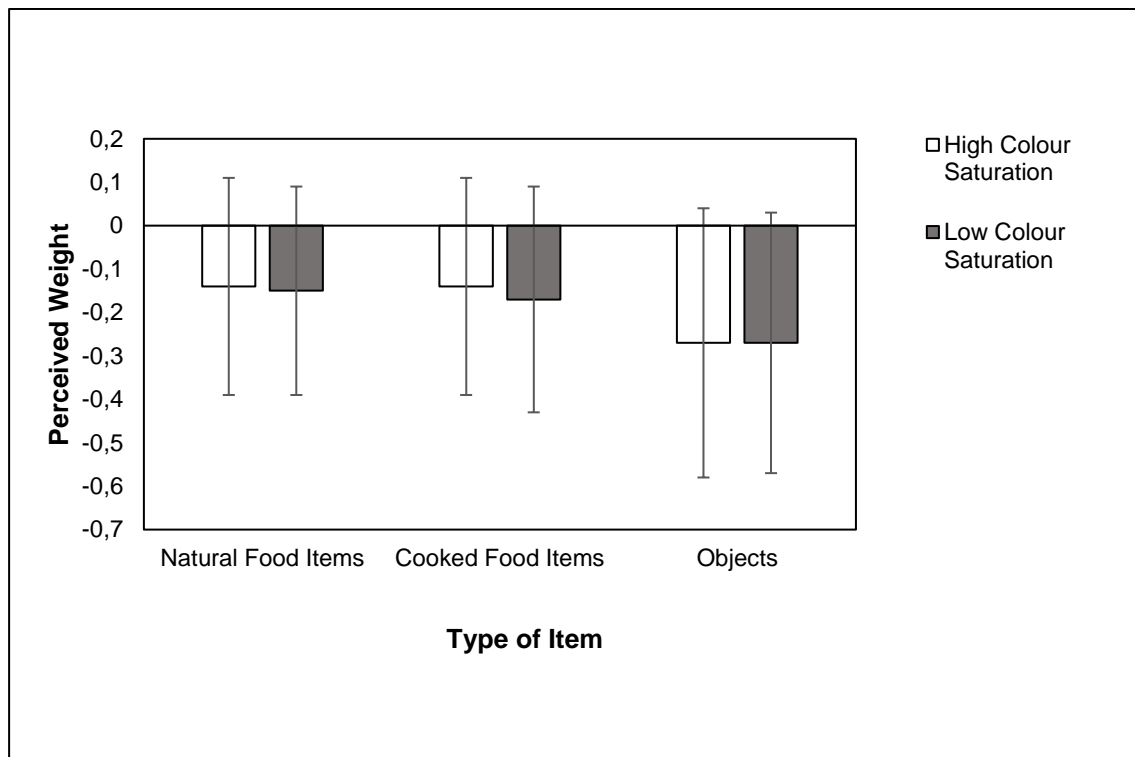 0,2
0,1
0
-0,1
-0,2
-0,3
-0,4
-0,5
-0,6
-0,7
Perceived Weight
Natural Food Items
Cooked Food Items
Objects
Type of Item
High Colour
Saturation
Low Colour
Saturation